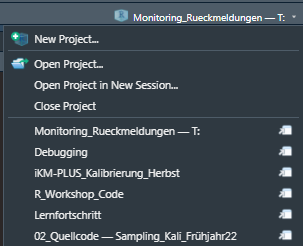 Monitoring_Rueckmeldungen — T:
New Project...
Open Project...
Open Project in New Session...
Close Project
Monitoring_Rueckmeldungen — T:
Debugging
iKM-PLUS_Kalibrierung_Herbst
R_Workshop_Code
Lernfortschritt
02_Quellcode — Sampling_Kali_Frühjahr22